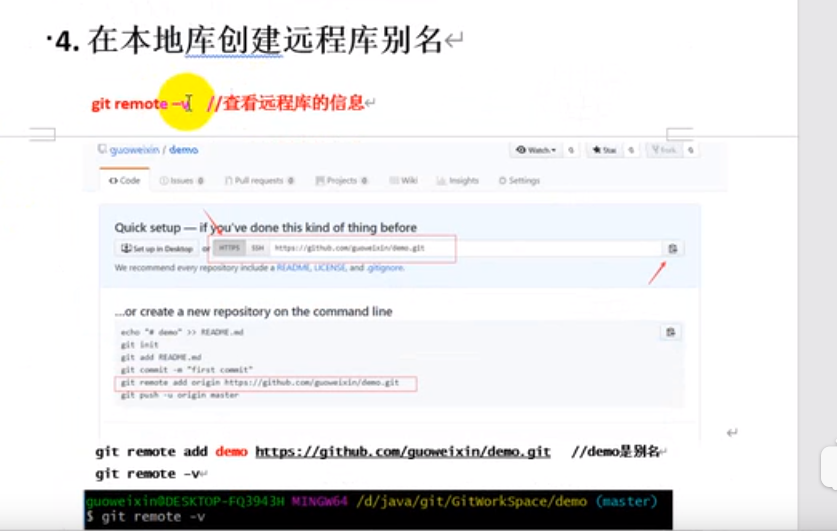 ·4. 在本地库创建远程库别名
git remote –v //查看远程库的信息
guoweixin / demo
Watch 0 Star 0 Fork 0
Code Issues 0 Pull requests 0 Projects 0 Wiki Insights Settings
Quick setup — if you've done this kind of thing before
Set up in Desktop or HTTPS SSH https://github.com/guoweixin/demo.git
We recommend every repository include a README, LICENSE, and .gitignore.
...or create a new repository on the command line
echo "# demo" >> README.md
git init
git add README.md
git commit -m "first commit"
git remote add origin https://github.com/guoweixin/demo.git
git push -u origin master
git remote add demo https://github.com/guoweixin/demo.git //demo是别名
git remote –v
guoweixin@DESKTOP-FQ3943H MINGW64 /d/java/git/GitWorkSpace/demo (master)
$ git remote -v